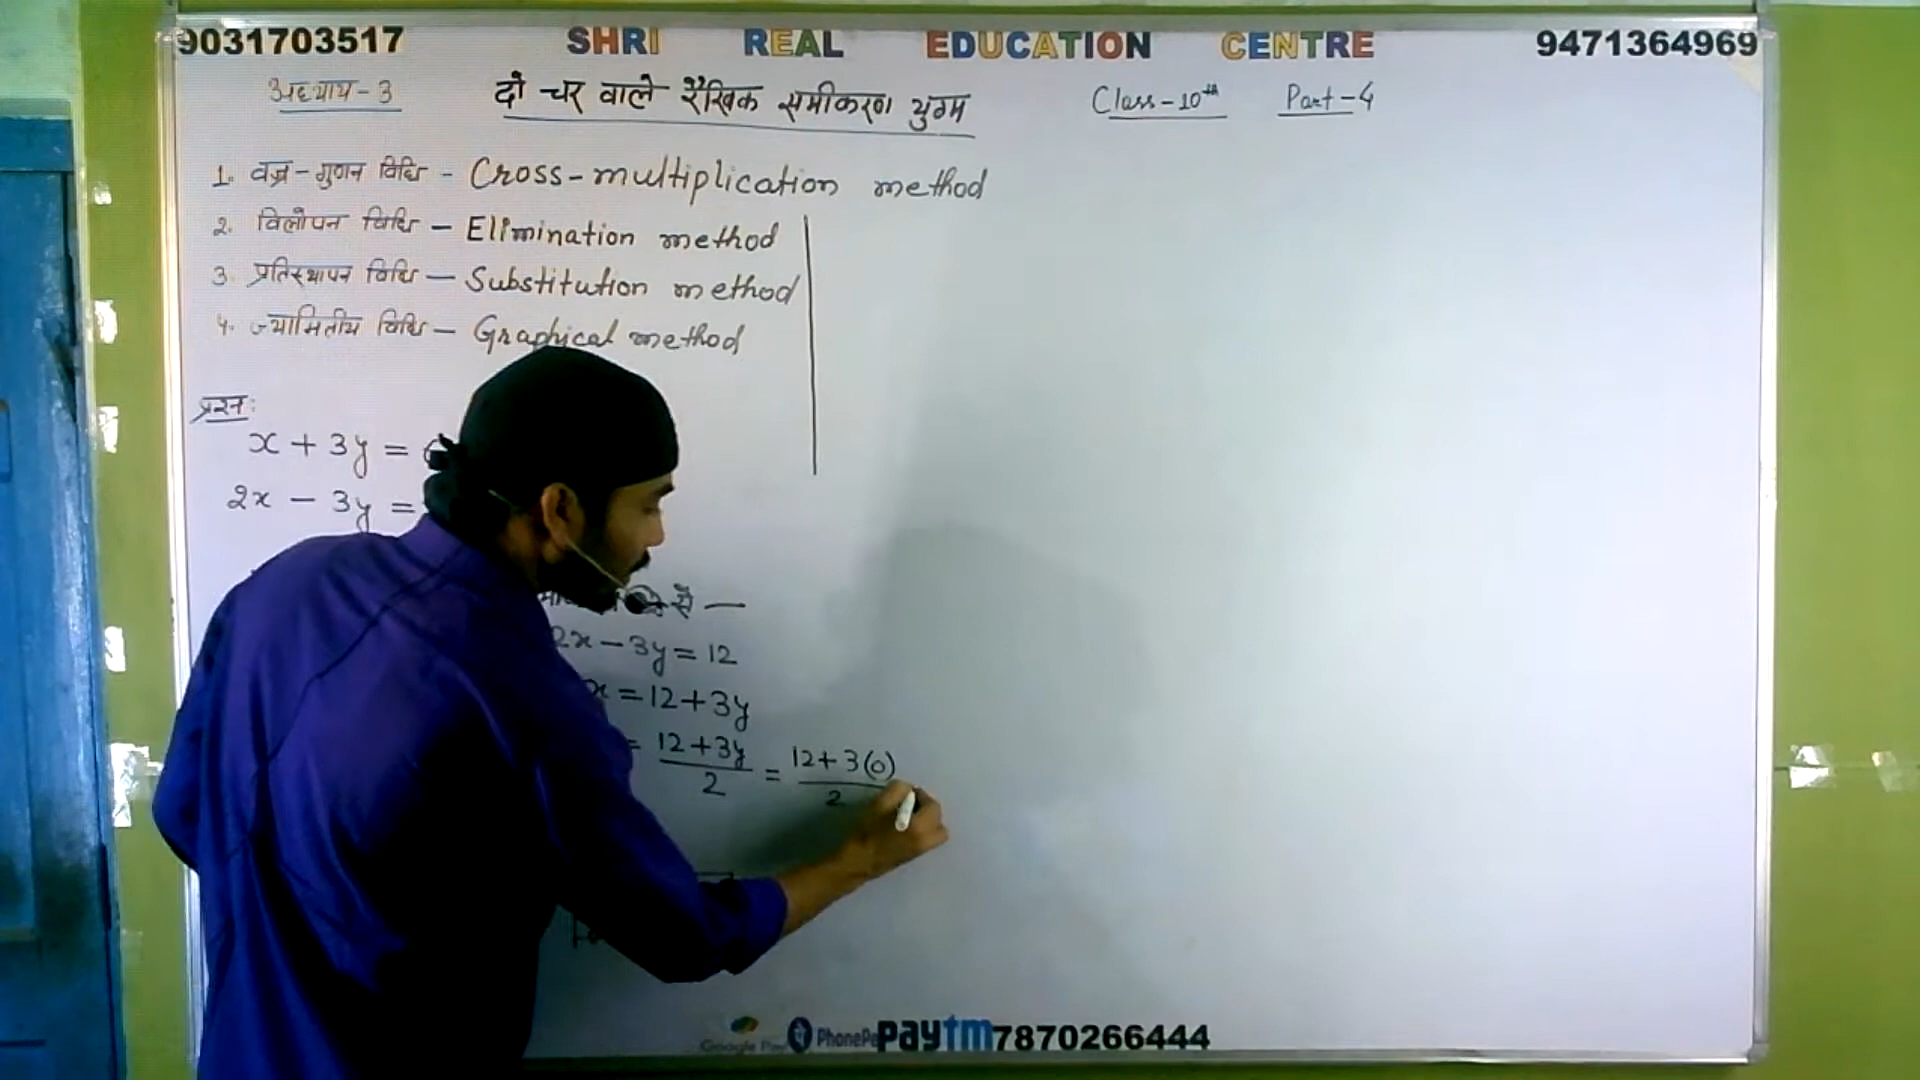 9031703517 SHRI REAL EDUCATION CENTRE 9471364969
अध्याय-3 दो चर वाले रैखिक समीकरण युग्म Class-10th Part-4
1. वज्र-गुणन विधि - Cross-multiplication method
2. विलोपन विधि — Elimination method
3. प्रतिस्थापन विधि — Substitution method
4. ज्यामितीय विधि — Graphical method
प्रश्न:
x + 3y =
2x - 3y =
से —
2x - 3y = 12
x = 12 + 3y
= 12+3y/2 = 12+3(0)/2
Google Pay PhonePe paytm 7870266444